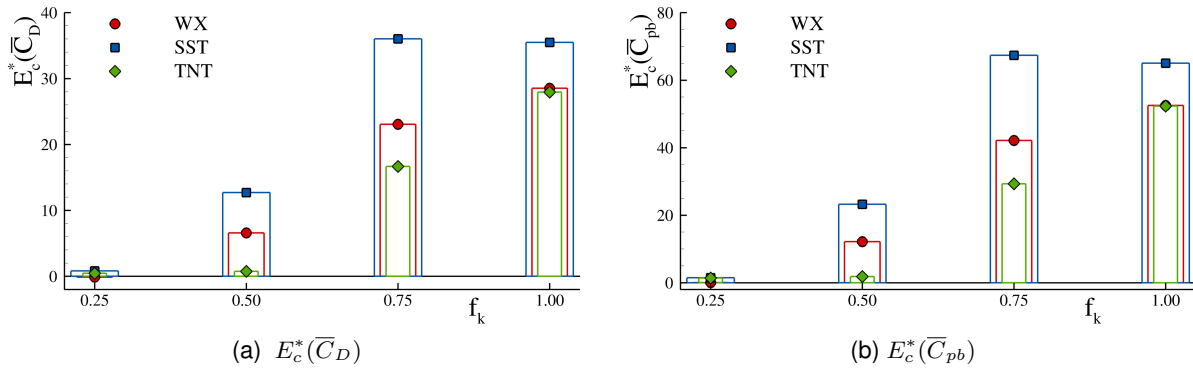 E*c(C̅D)
40
30
20
10
0
WX
SST
TNT
0.25 0.50 0.75 fk 1.00
(a) E*c(C̅D)
E*c(C̅pb)
80
60
40
20
0
WX
SST
TNT
0.25 0.50 0.75 fk 1.00
(b) E*c(C̅pb)